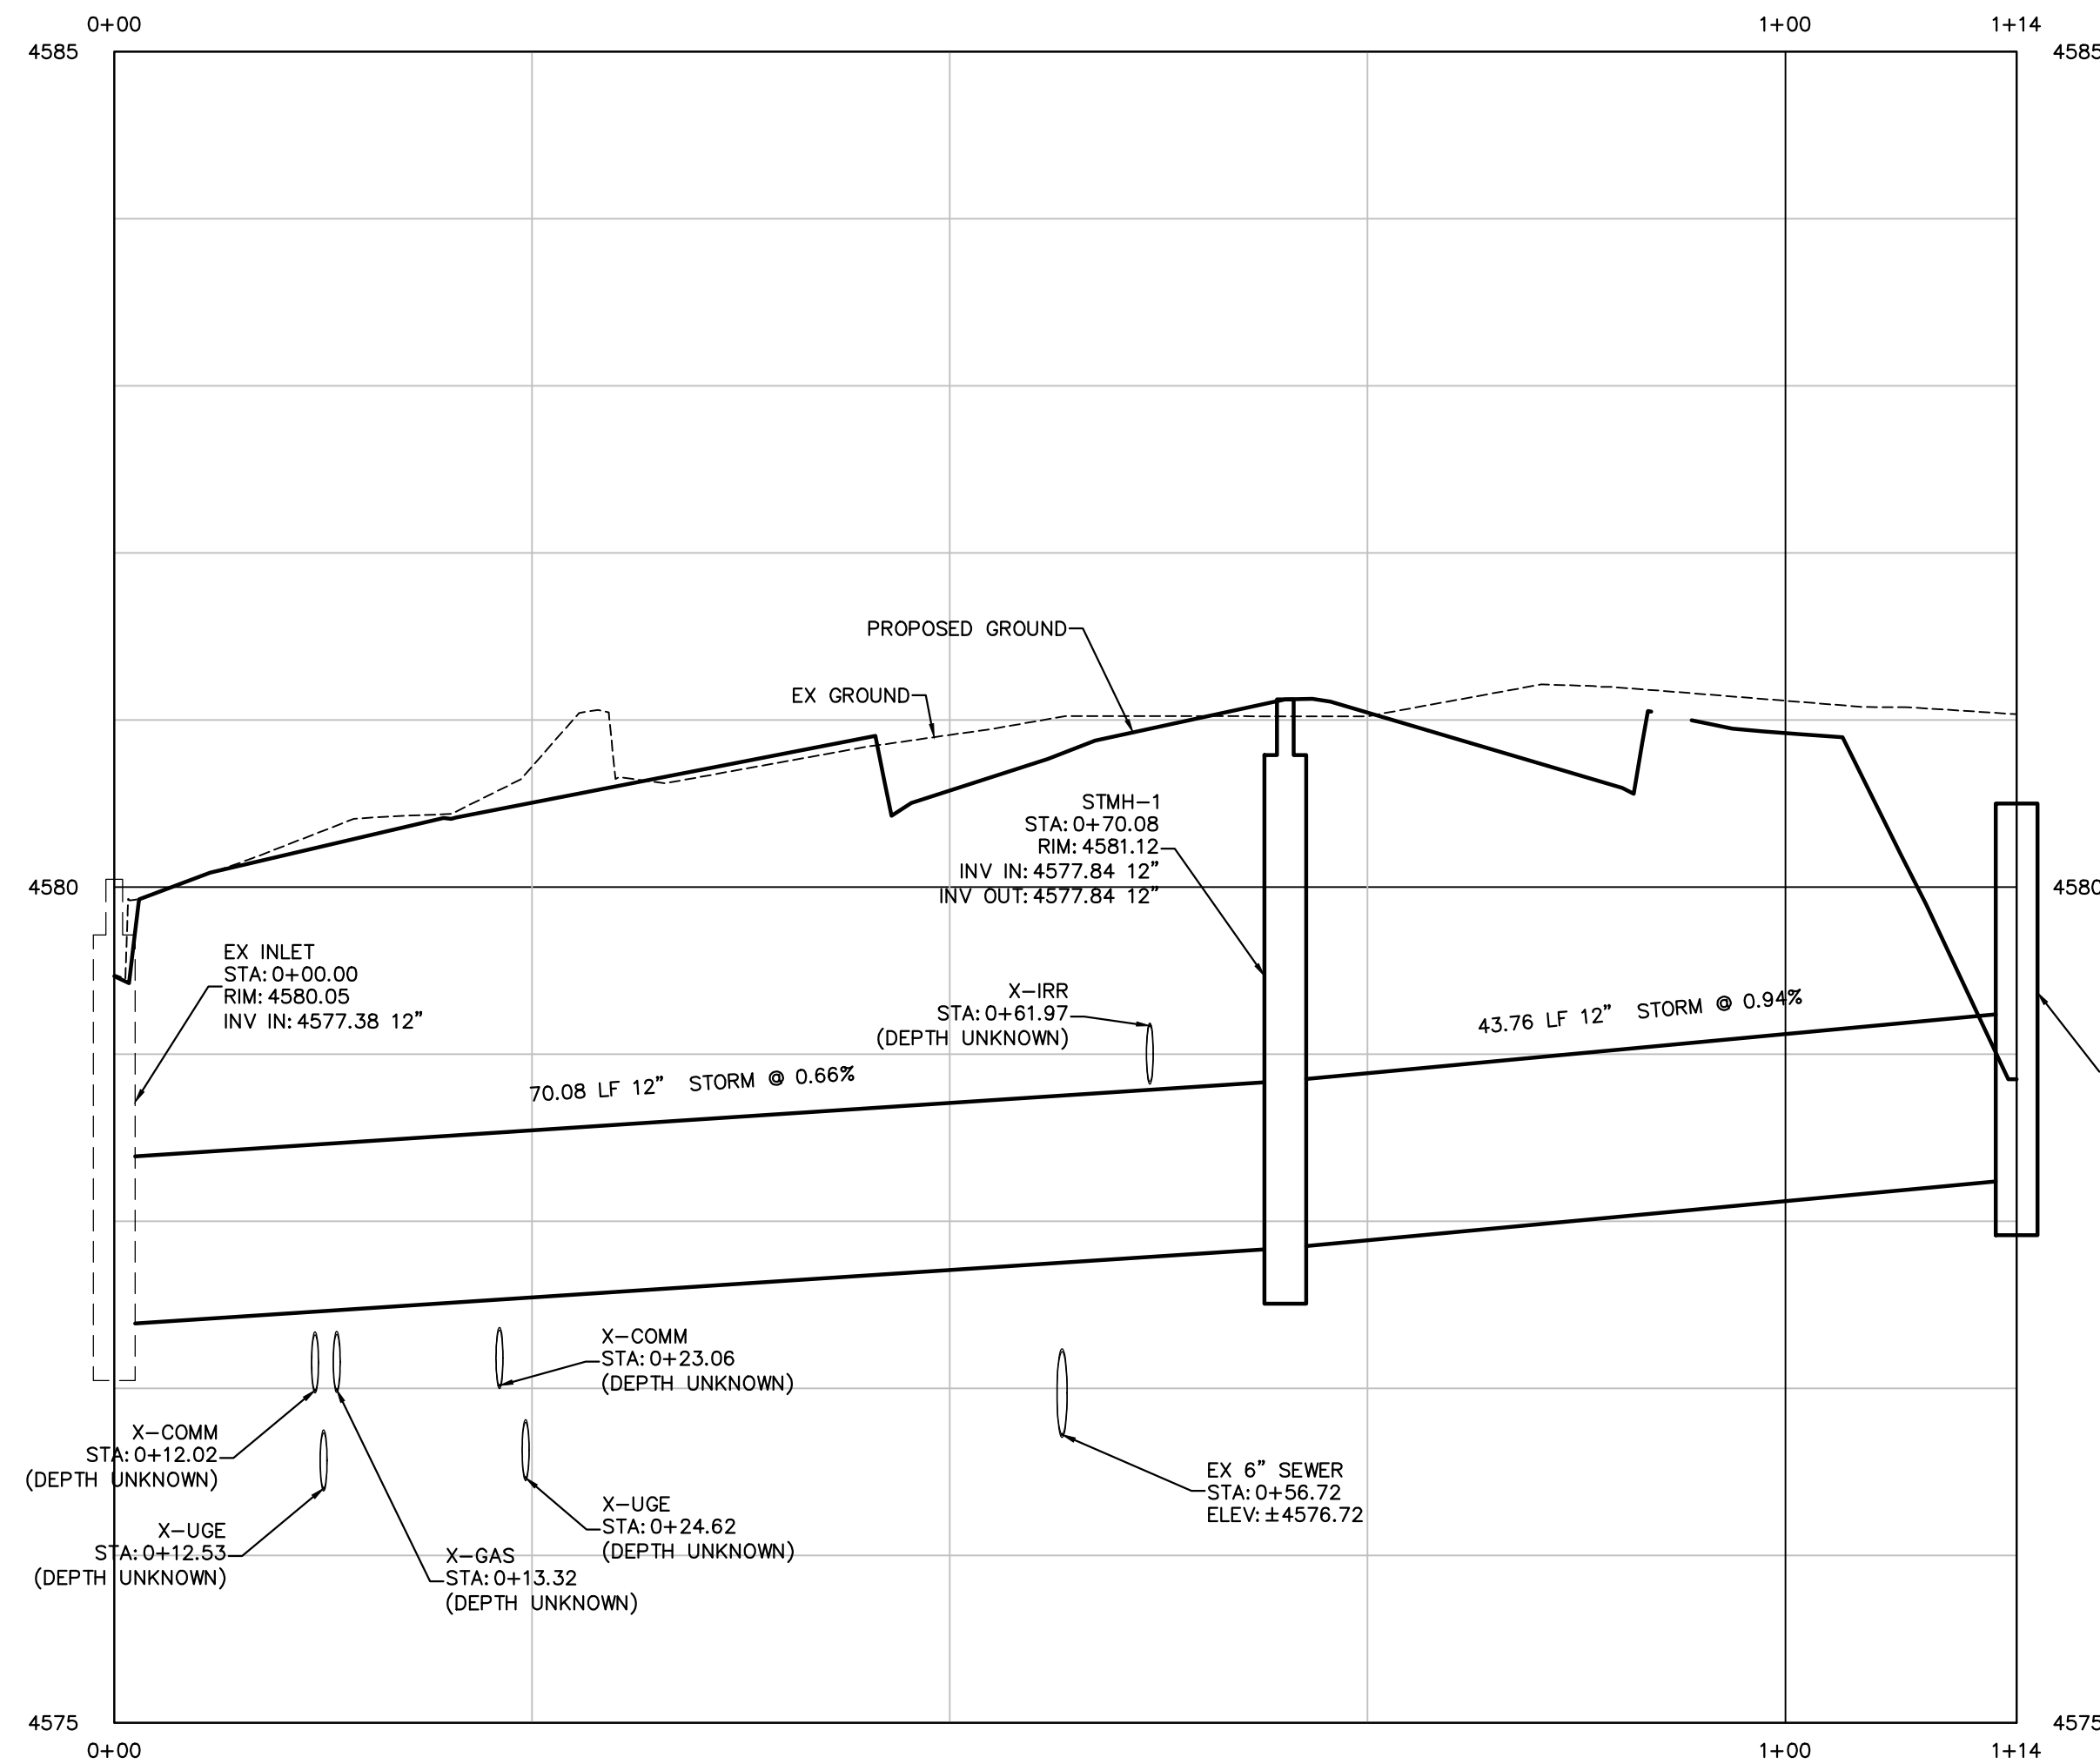 0+00
1+00
1+14
4585
4585
PROPOSED GROUND
EX GROUND
STMH-1
STA: 0+70.08
RIM: 4581.12
INV IN: 4577.84 12"
INV OUT: 4577.84 12"
4580
4580
EX INLET
STA: 0+00.00
RIM: 4580.05
INV IN: 4577.38 12"
X-IRR
STA: 0+61.97
(DEPTH UNKNOWN)
43.76 LF 12" STORM @ 0.94%
70.08 LF 12" STORM @ 0.66%
X-COMM
STA: 0+23.06
(DEPTH UNKNOWN)
X-COMM
STA: 0+12.02
(DEPTH UNKNOWN)
EX 6" SEWER
STA: 0+56.72
ELEV: ±4576.72
X-UGE
STA: 0+24.62
(DEPTH UNKNOWN)
X-UGE
STA: 0+12.53
(DEPTH UNKNOWN)
X-GAS
STA: 0+13.32
(DEPTH UNKNOWN)
4575
4575
0+00
1+00
1+14